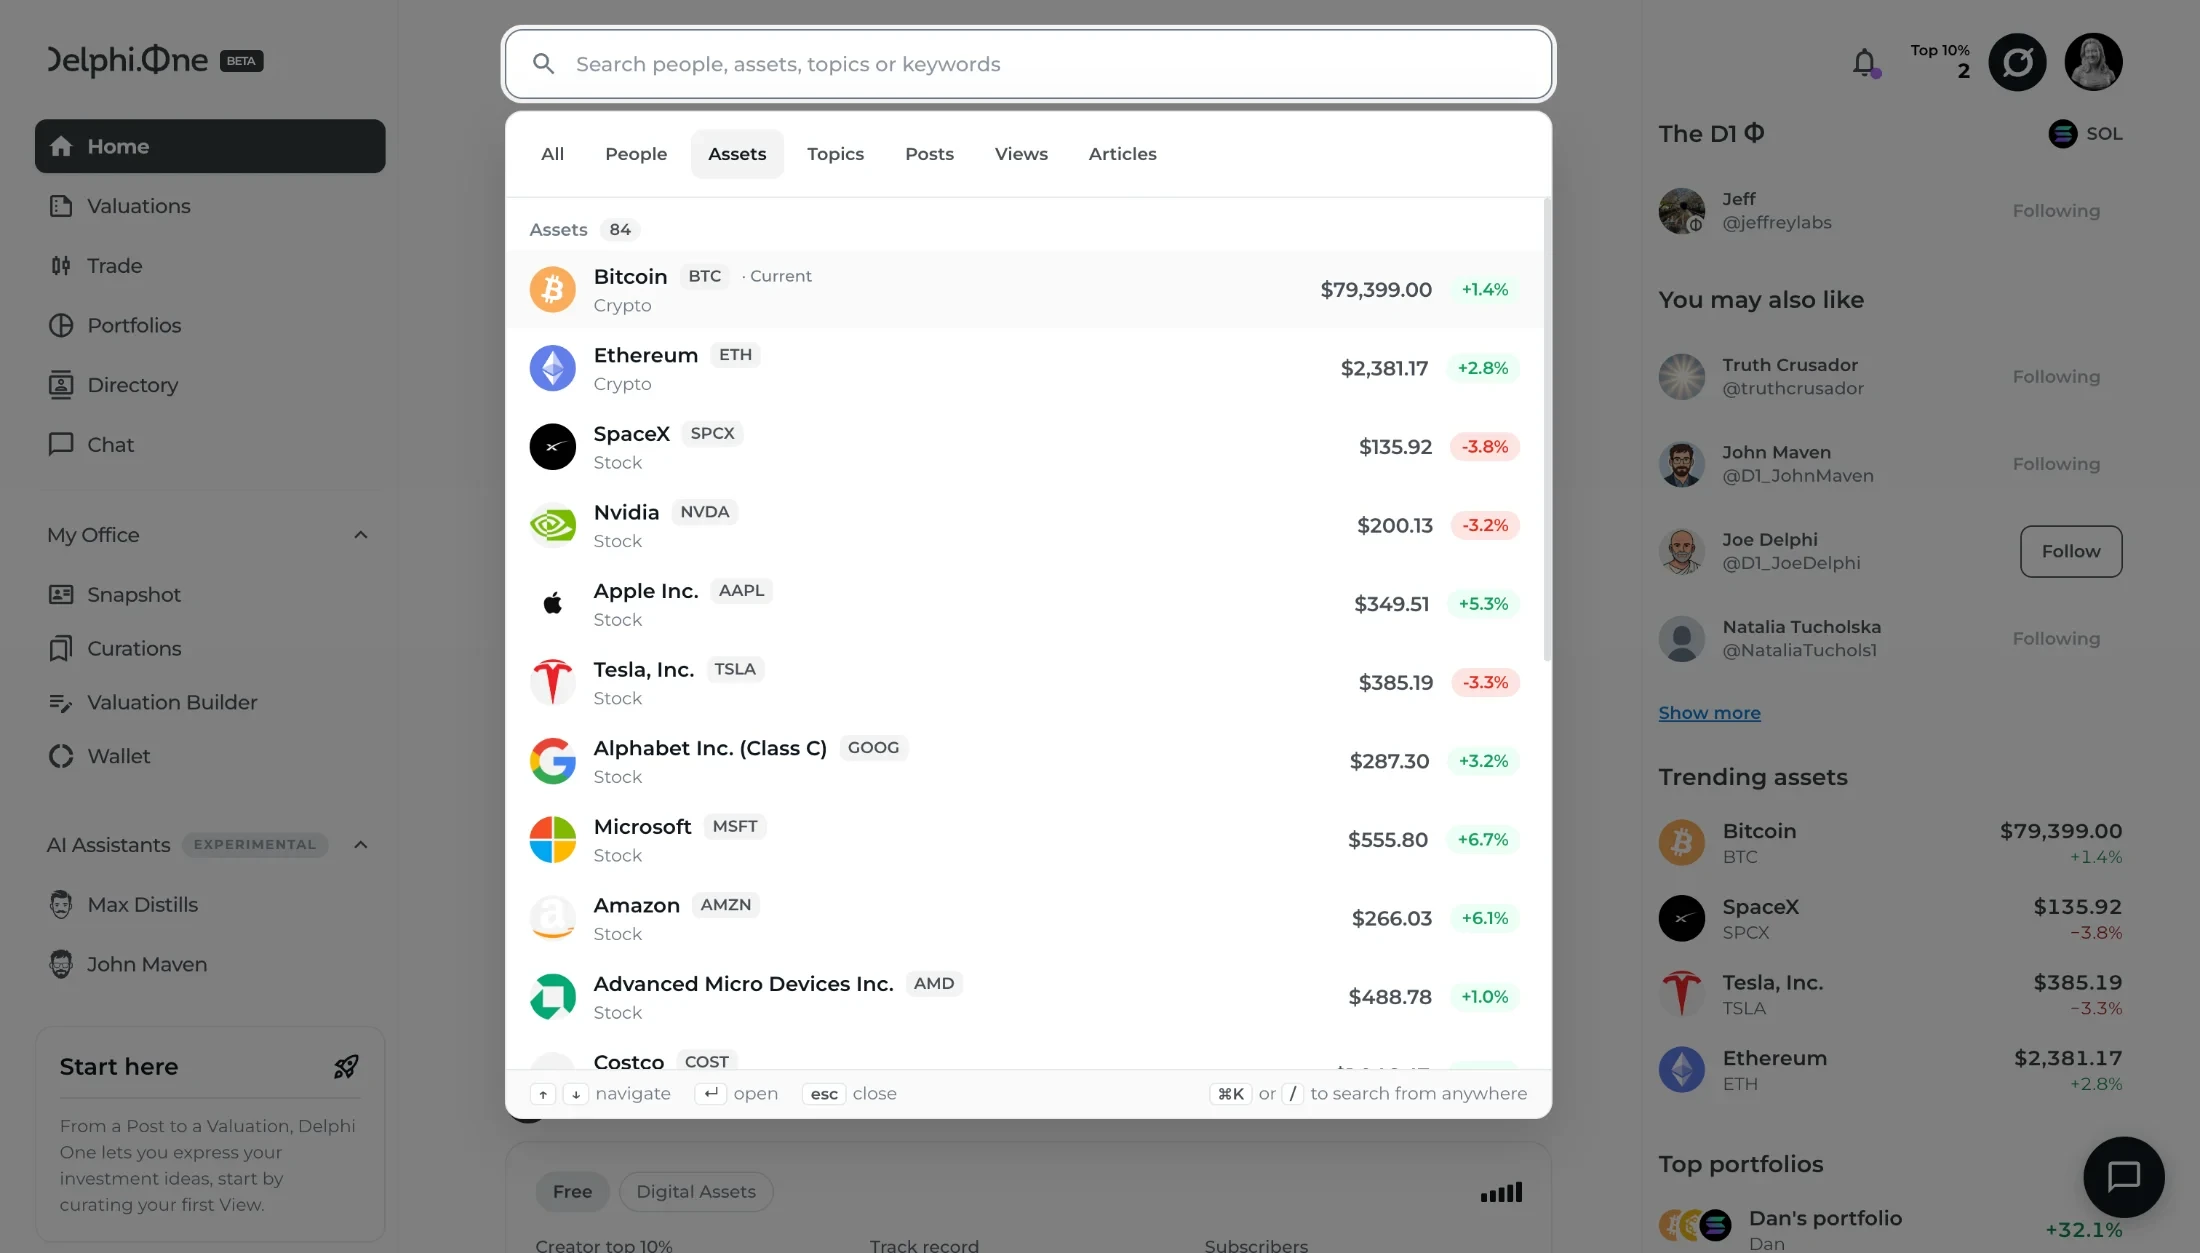 Delphi.One BETA
Home
Valuations
Trade
Portfolios
Directory
Chat
My Office
Snapshot
Curations
Valuation Builder
Wallet
AI Assistants EXPERIMENTAL
Max Distills
John Maven
Start here
From a Post to a Valuation, Delphi
One lets you express your
investment ideas, start by
curating your first View.
Search people, assets, topics or keywords
All People Assets Topics Posts Views Articles
Assets 84
Bitcoin BTC · Current
Crypto
$79,399.00 +1.4%
Ethereum ETH
Crypto
$2,381.17 +2.8%
SpaceX SPCX
Stock
$135.92 -3.8%
Nvidia NVDA
Stock
$200.13 -3.2%
Apple Inc. AAPL
Stock
$349.51 +5.3%
Tesla, Inc. TSLA
Stock
$385.19 -3.3%
Alphabet Inc. (Class C) GOOG
Stock
$287.30 +3.2%
Microsoft MSFT
Stock
$555.80 +6.7%
Amazon AMZN
Stock
$266.03 +6.1%
Advanced Micro Devices Inc. AMD
Stock
$488.78 +1.0%
Costco COST
↑ ↓ navigate ↵ open esc close
⌘K or / to search from anywhere
Free Digital Assets
Creator top 10% Track record Subscribers
Top 10%
2
The D1 Φ
SOL
Jeff
@jeffreylabs
Following
You may also like
Truth Crusador
@truthcrusador
Following
John Maven
@D1_JohnMaven
Following
Joe Delphi
@D1_JoeDelphi
Follow
Natalia Tucholska
@NataliaTuchols1
Following
Show more
Trending assets
Bitcoin $79,399.00
BTC +1.4%
SpaceX $135.92
SPCX −3.8%
Tesla, Inc. $385.19
TSLA −3.3%
Ethereum $2,381.17
ETH +2.8%
Top portfolios
Dan's portfolio
Dan
+32.1%